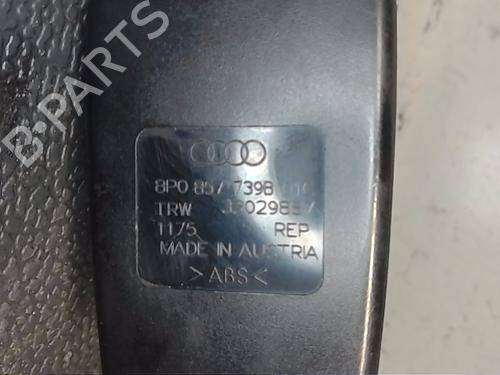 B-PARTS
8P0 857 739B
TRW
1175 REP
MADE IN AUSTRIA
>ABS<